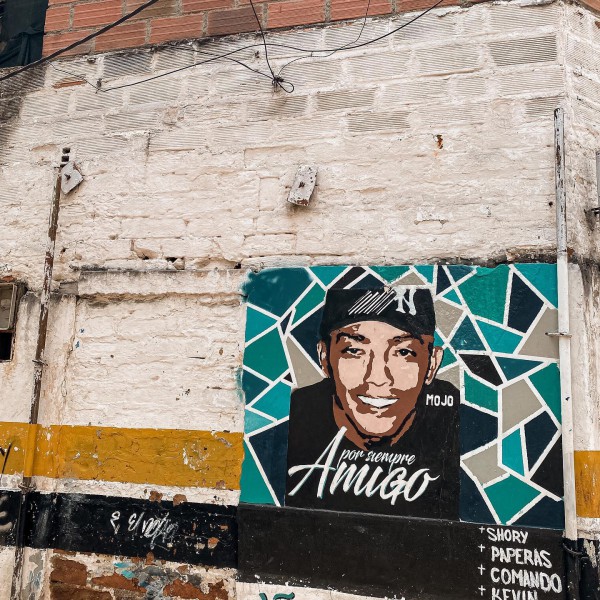 NY
MOJO
por siempre
Amigo
+ SHORY
+ PAPERAS
+ COMANDO
+ KEVIN